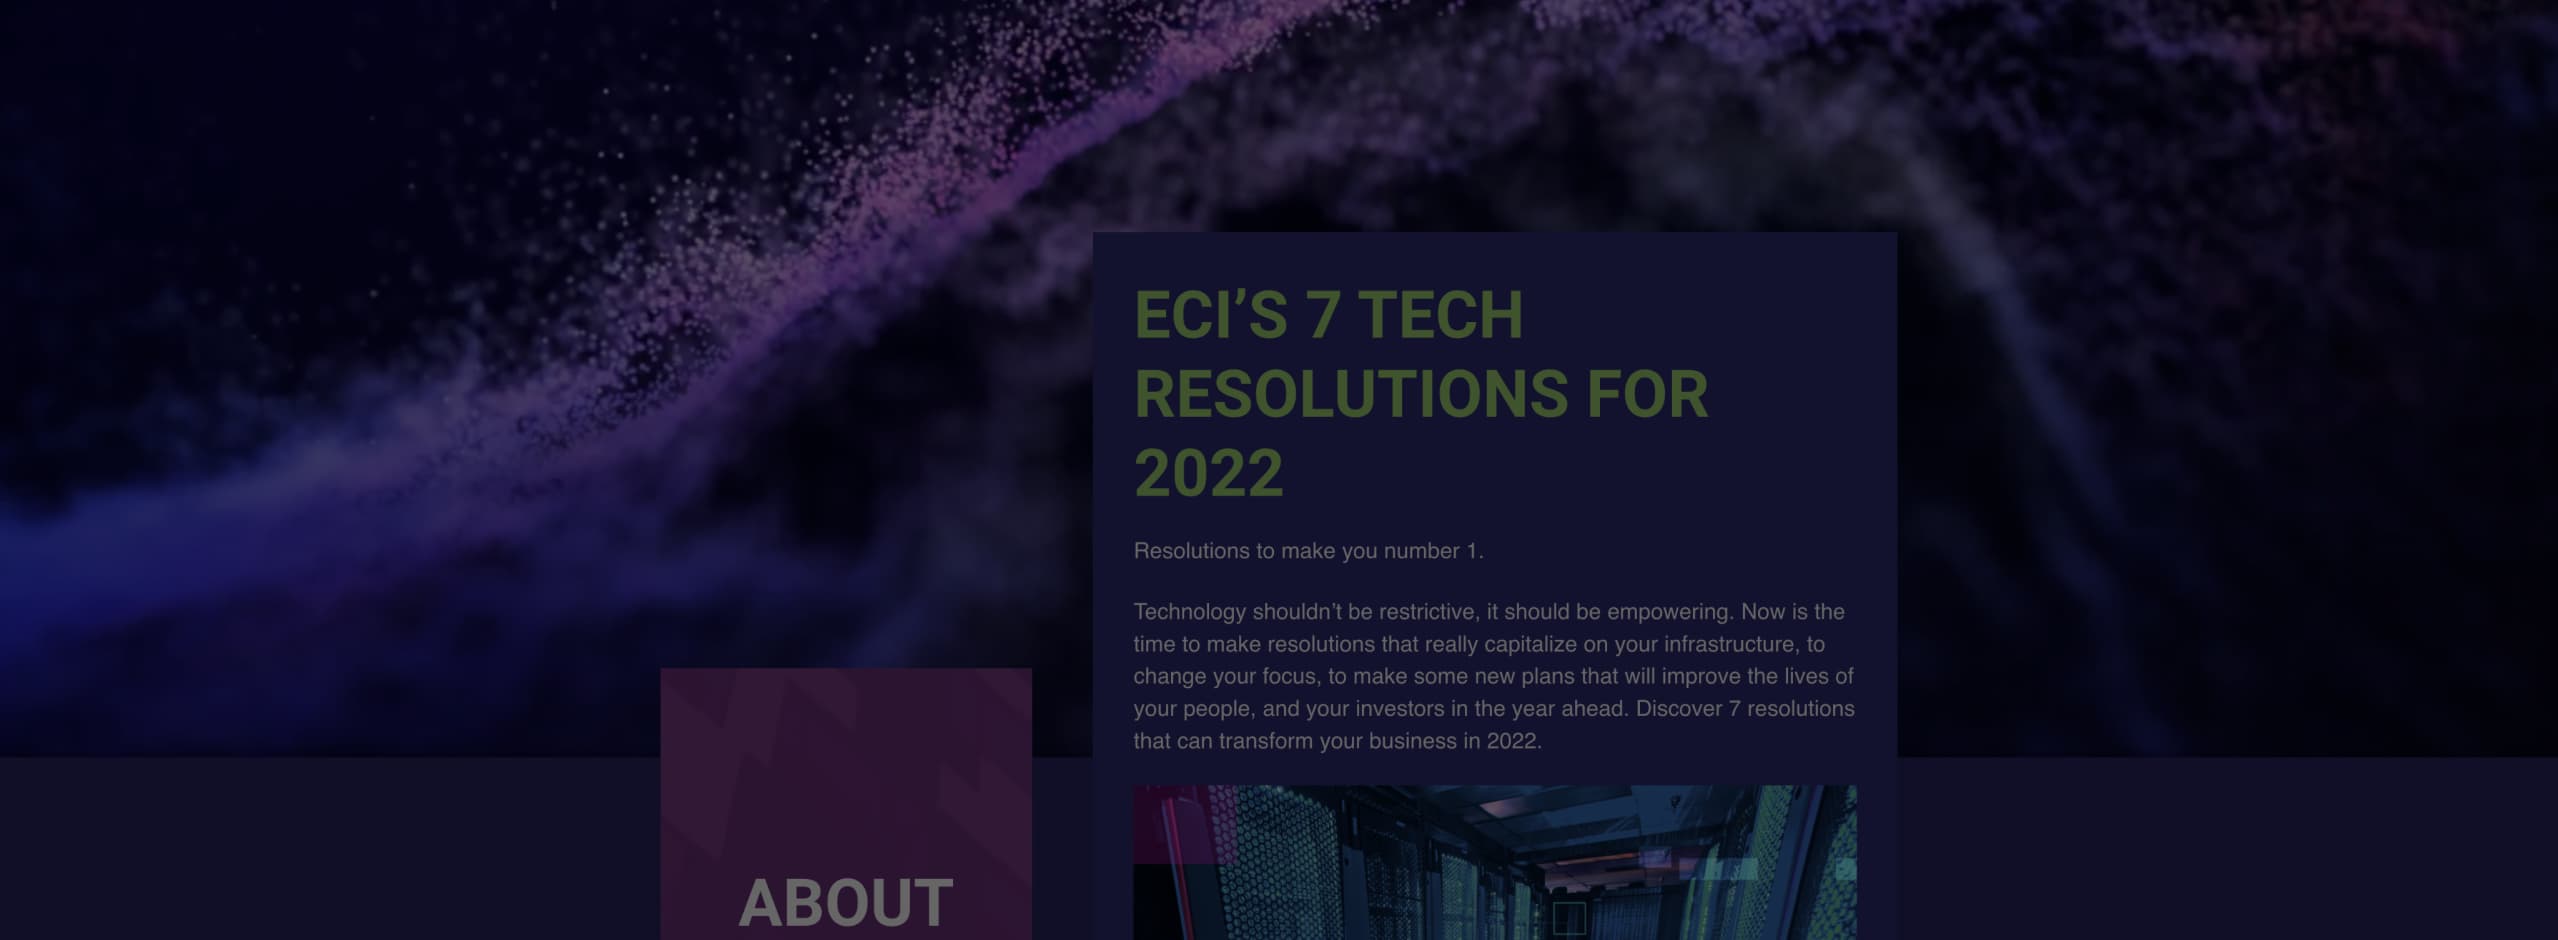 ECI’S 7 TECH
RESOLUTIONS FOR
2022
Resolutions to make you number 1.
Technology shouldn’t be restrictive, it should be empowering. Now is the
time to make resolutions that really capitalize on your infrastructure, to
change your focus, to make some new plans that will improve the lives of
your people, and your investors in the year ahead. Discover 7 resolutions
that can transform your business in 2022.
ABOUT